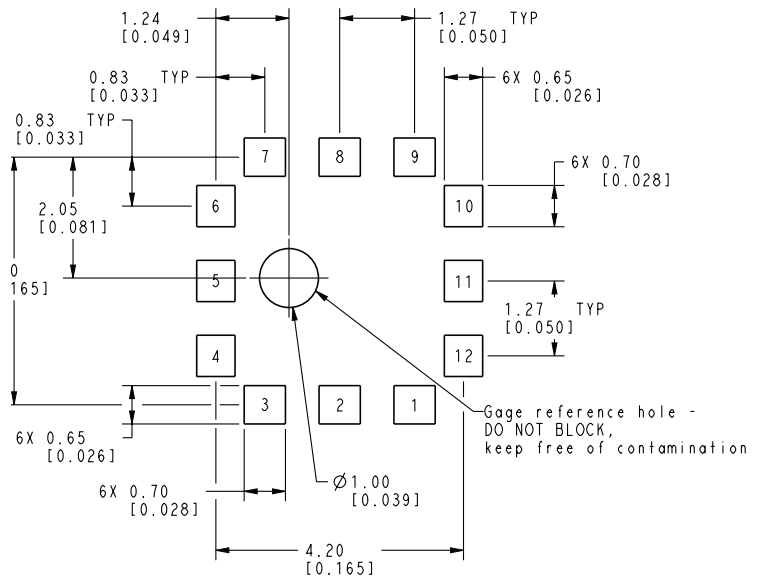 1.24
[0.049]
1.27 TYP
[0.050]
0.83 TYP
[0.033]
6X 0.65
[0.026]
0.83 TYP
[0.033]
7
8
9
6X 0.70
[0.028]
6
10
2.05
[0.081]
0
165]
5
11
1.27 TYP
[0.050]
4
12
3
2
1
6X 0.65
[0.026]
Gage reference hole -
DO NOT BLOCK,
keep free of contamination
6X 0.70
[0.028]
Ø1.00
[0.039]
4.20
[0.165]